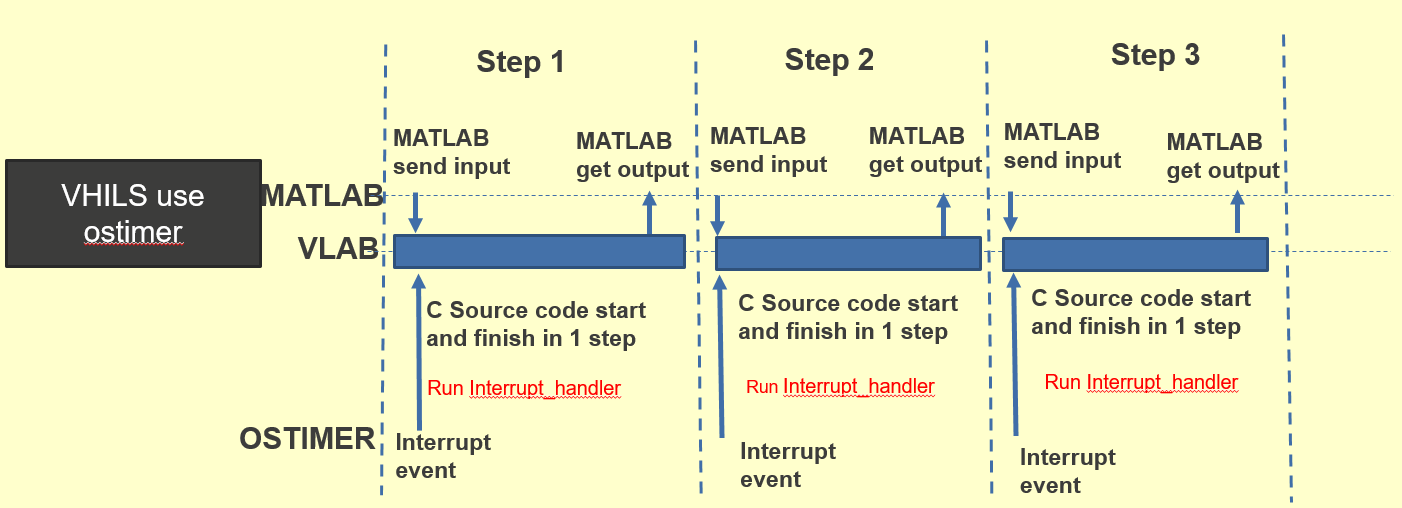 Step 1
Step 2
Step 3
MATLAB
send input
MATLAB
get output
MATLAB
send input
MATLAB
get output
MATLAB
send input
MATLAB
get output
VHILS use
ostimer
MATLAB
VLAB
C Source code start
and finish in 1 step
C Source code start
and finish in 1 step
C Source code start
and finish in 1 step
Run Interrupt_handler
Run Interrupt_handler
Run Interrupt_handler
OSTIMER
Interrupt
event
Interrupt
event
Interrupt
event